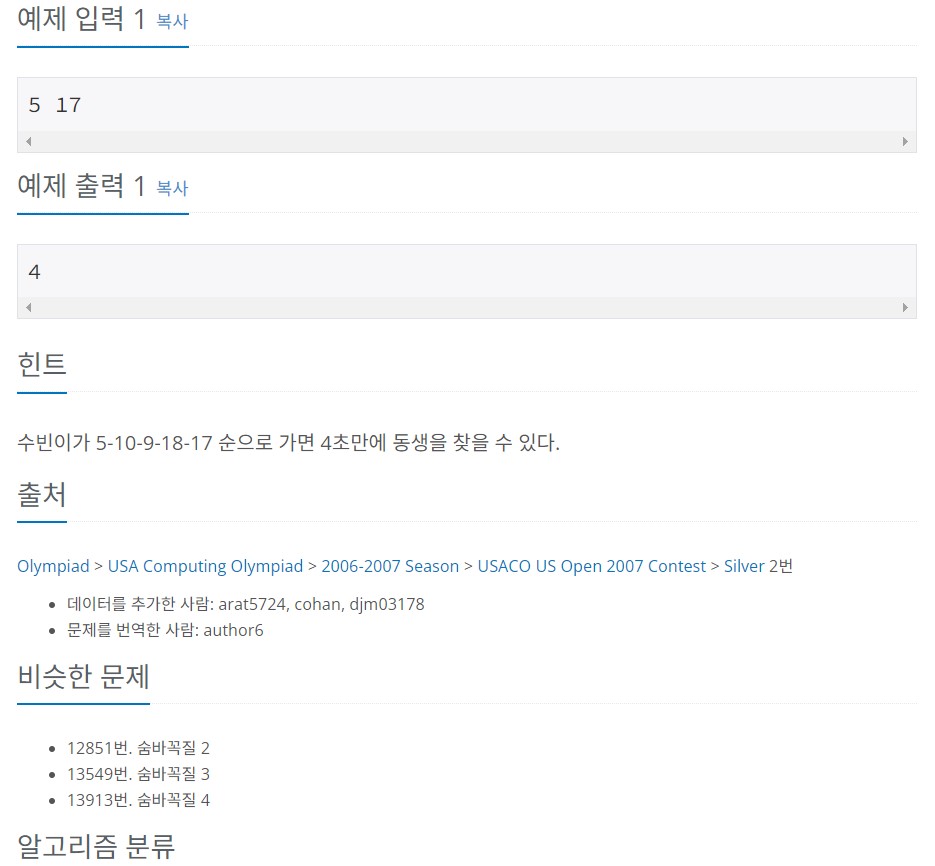 예제 입력 1 복사
5 17
예제 출력 1 복사
4
힌트
수빈이가 5-10-9-18-17 순으로 가면 4초만에 동생을 찾을 수 있다.
출처
Olympiad > USA Computing Olympiad > 2006-2007 Season > USACO US Open 2007 Contest > Silver 2번
데이터를 추가한 사람: arat5724, cohan, djm03178
문제를 번역한 사람: author6
비슷한 문제
12851번. 숨바꼭질 2
13549번. 숨바꼭질 3
13913번. 숨바꼭질 4
알고리즘 분류